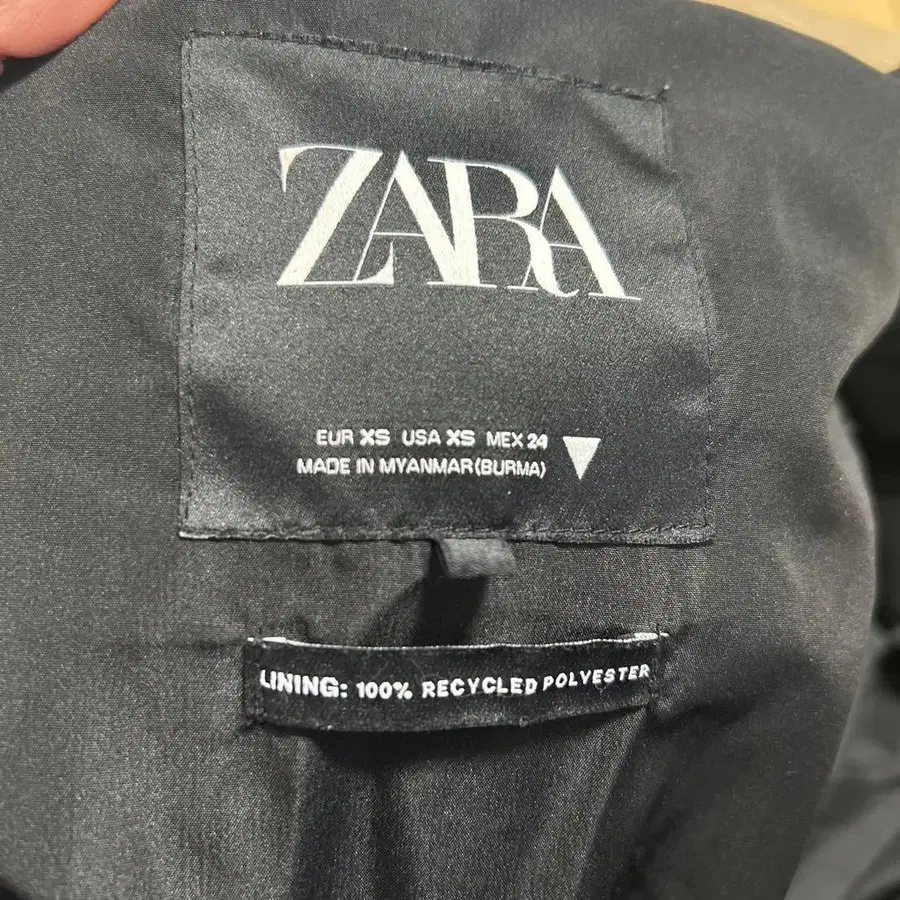 ZARA
EUR XS USA XS MEX 24
MADE IN MYANMAR(BURMA)
LINING: 100% RECYCLED POLYESTER